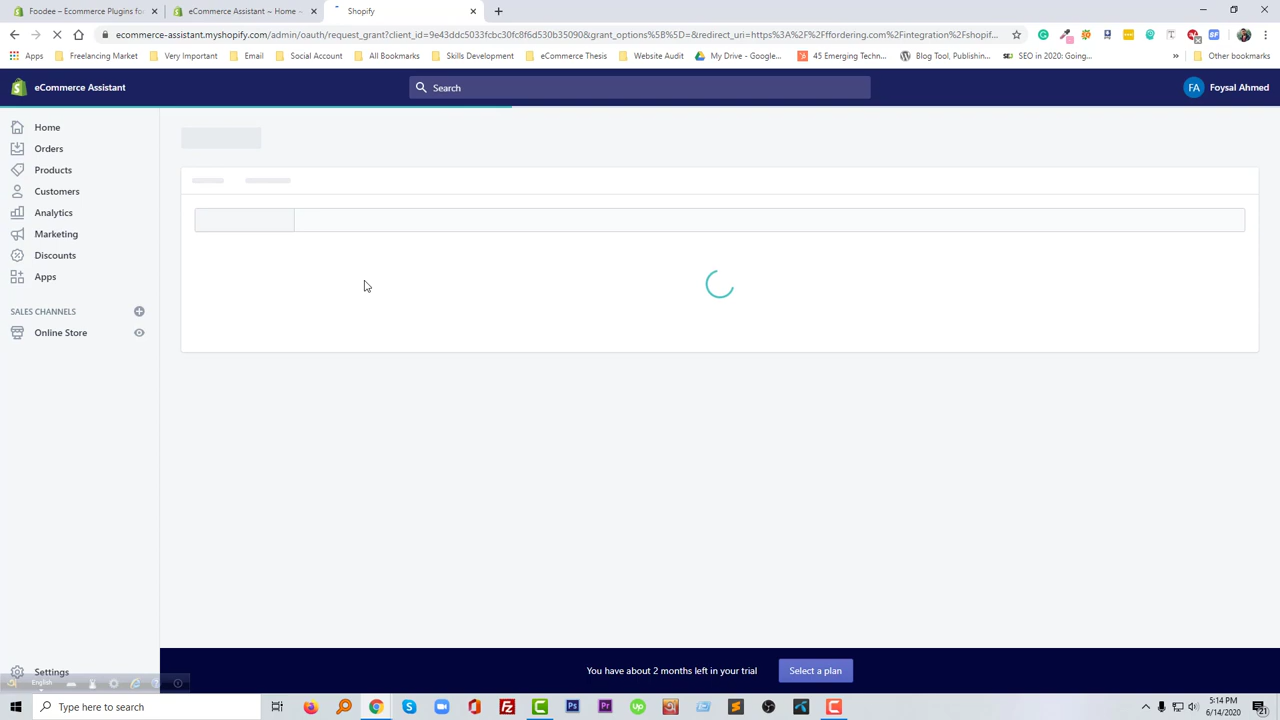 Foodee – Ecommerce Plugins for
eCommerce Assistant ~ Home –
Shopify
ecommerce-assistant.myshopify.com/admin/oauth/request_grant?client_id=9e43ddc5033fcbc30fc8f6d530b35090&grant_options%5B%5D=&redirect_uri=https%3A%2F%2Ffordering.com%2Fintegration%2Fshopif...
Apps
Freelancing Market
Very Important
Email
Social Account
All Bookmarks
Skills Development
eCommerce Thesis
Website Audit
My Drive - Google...
45 Emerging Techn...
Blog Tool, Publishin...
SEO in 2020: Going...
»
Other bookmarks
eCommerce Assistant
Search
FA
Foysal Ahmed
Home
Orders
Products
Customers
Analytics
Marketing
Discounts
Apps
SALES CHANNELS
Online Store
Settings
English
You have about 2 months left in your trial
Select a plan
Type here to search
5:14 PM
6/14/2020
21